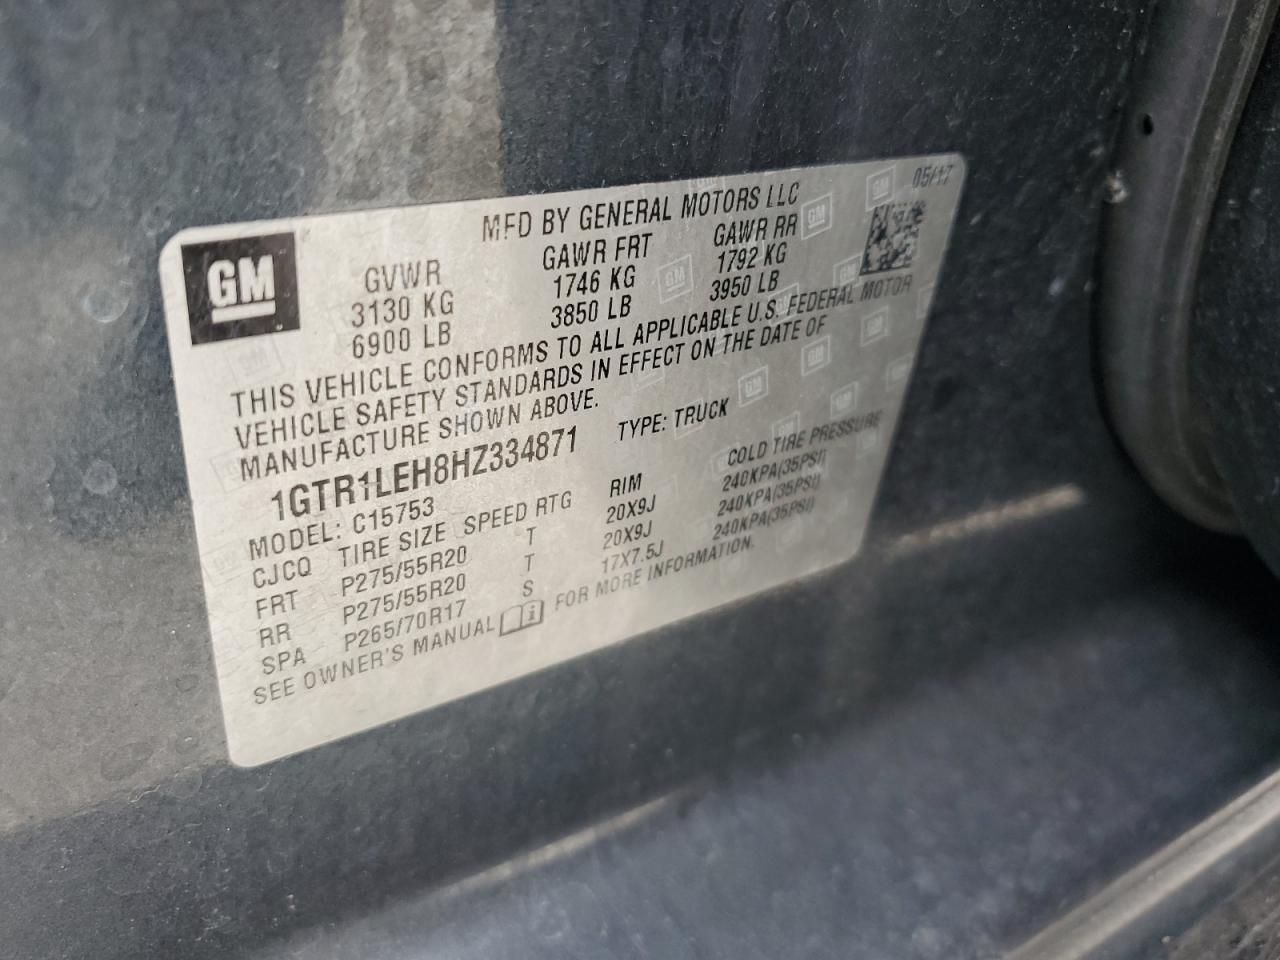 MFD BY GENERAL MOTORS LLC 05/17
GM
GVWR GAWR FRT GAWR RR
3130 KG 1746 KG 1792 KG
6900 LB 3850 LB 3950 LB
THIS VEHICLE CONFORMS TO ALL APPLICABLE U.S. FEDERAL MOTOR
VEHICLE SAFETY STANDARDS IN EFFECT ON THE DATE OF
MANUFACTURE SHOWN ABOVE.
1GTR1LEH8HZ334871 TYPE: TRUCK
MODEL: C15753
CJCQ TIRE SIZE SPEED RTG RIM COLD TIRE PRESSURE
FRT P275/55R20 T 20X9J 240KPA(35PSI)
RR P275/55R20 T 20X9J 240KPA(35PSI)
SPA P265/70R17 S 17X7.5J 240KPA(35PSI)
SEE OWNER'S MANUAL i FOR MORE INFORMATION.